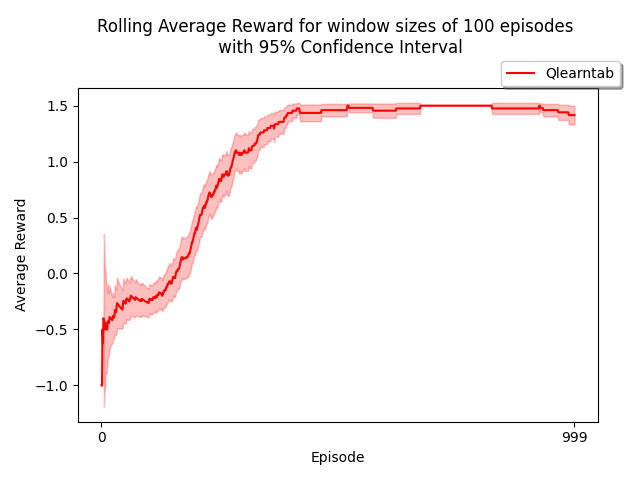 Rolling Average Reward for window sizes of 100 episodes
with 95% Confidence Interval
Qlearntab
1.5
1.0
0.5
0.0
−0.5
−1.0
Average Reward
0
999
Episode